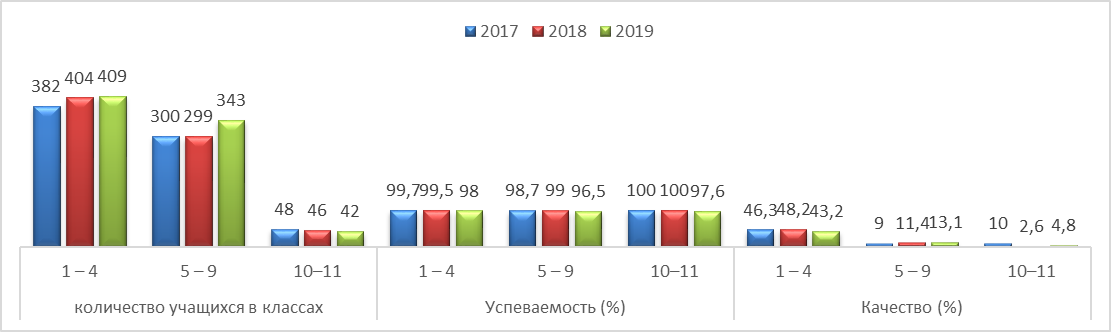 2017 2018 2019
382 404 409 300 299 343 48 46 42 99,7 99,5 98 98,7 99 96,5 100 100 97,6 46,3 48,2 43,2 9 11,4 13,1 10 2,6 4,8
1 – 4 5 – 9 10–11 1 – 4 5 – 9 10–11 1 – 4 5 – 9 10–11
количество учащихся в классах Успеваемость (%) Качество (%)